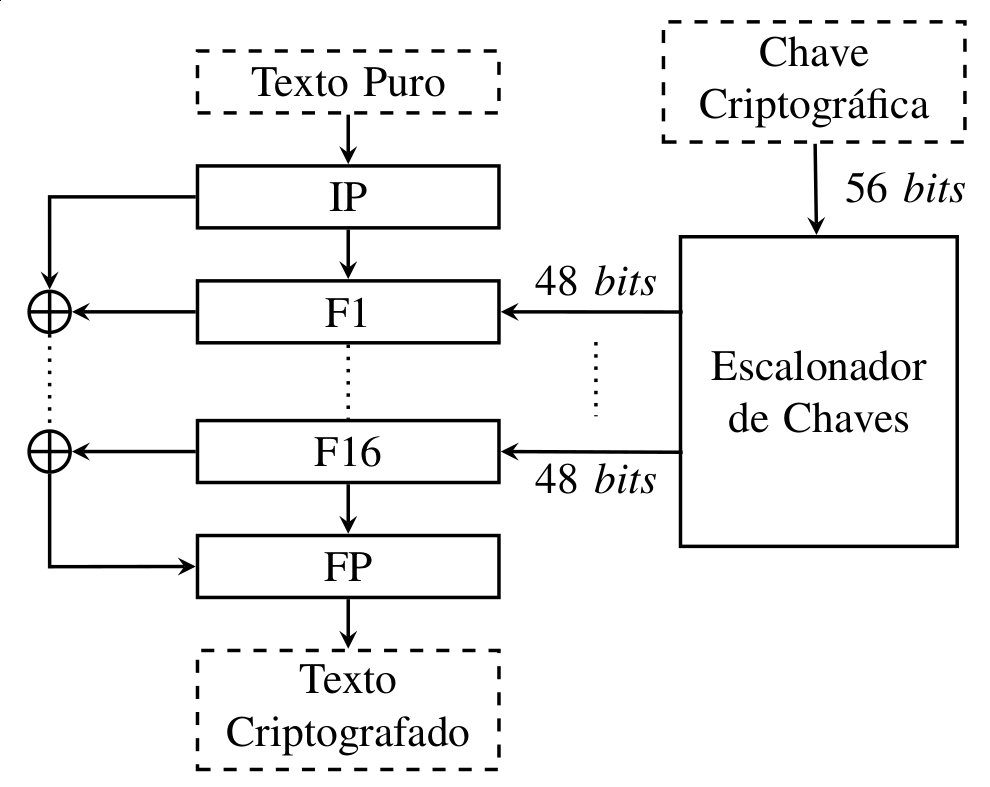 Texto Puro
Chave
Criptográfica
56 bits
IP
F1
48 bits
Escalonador
de Chaves
F16
48 bits
FP
Texto
Criptografado